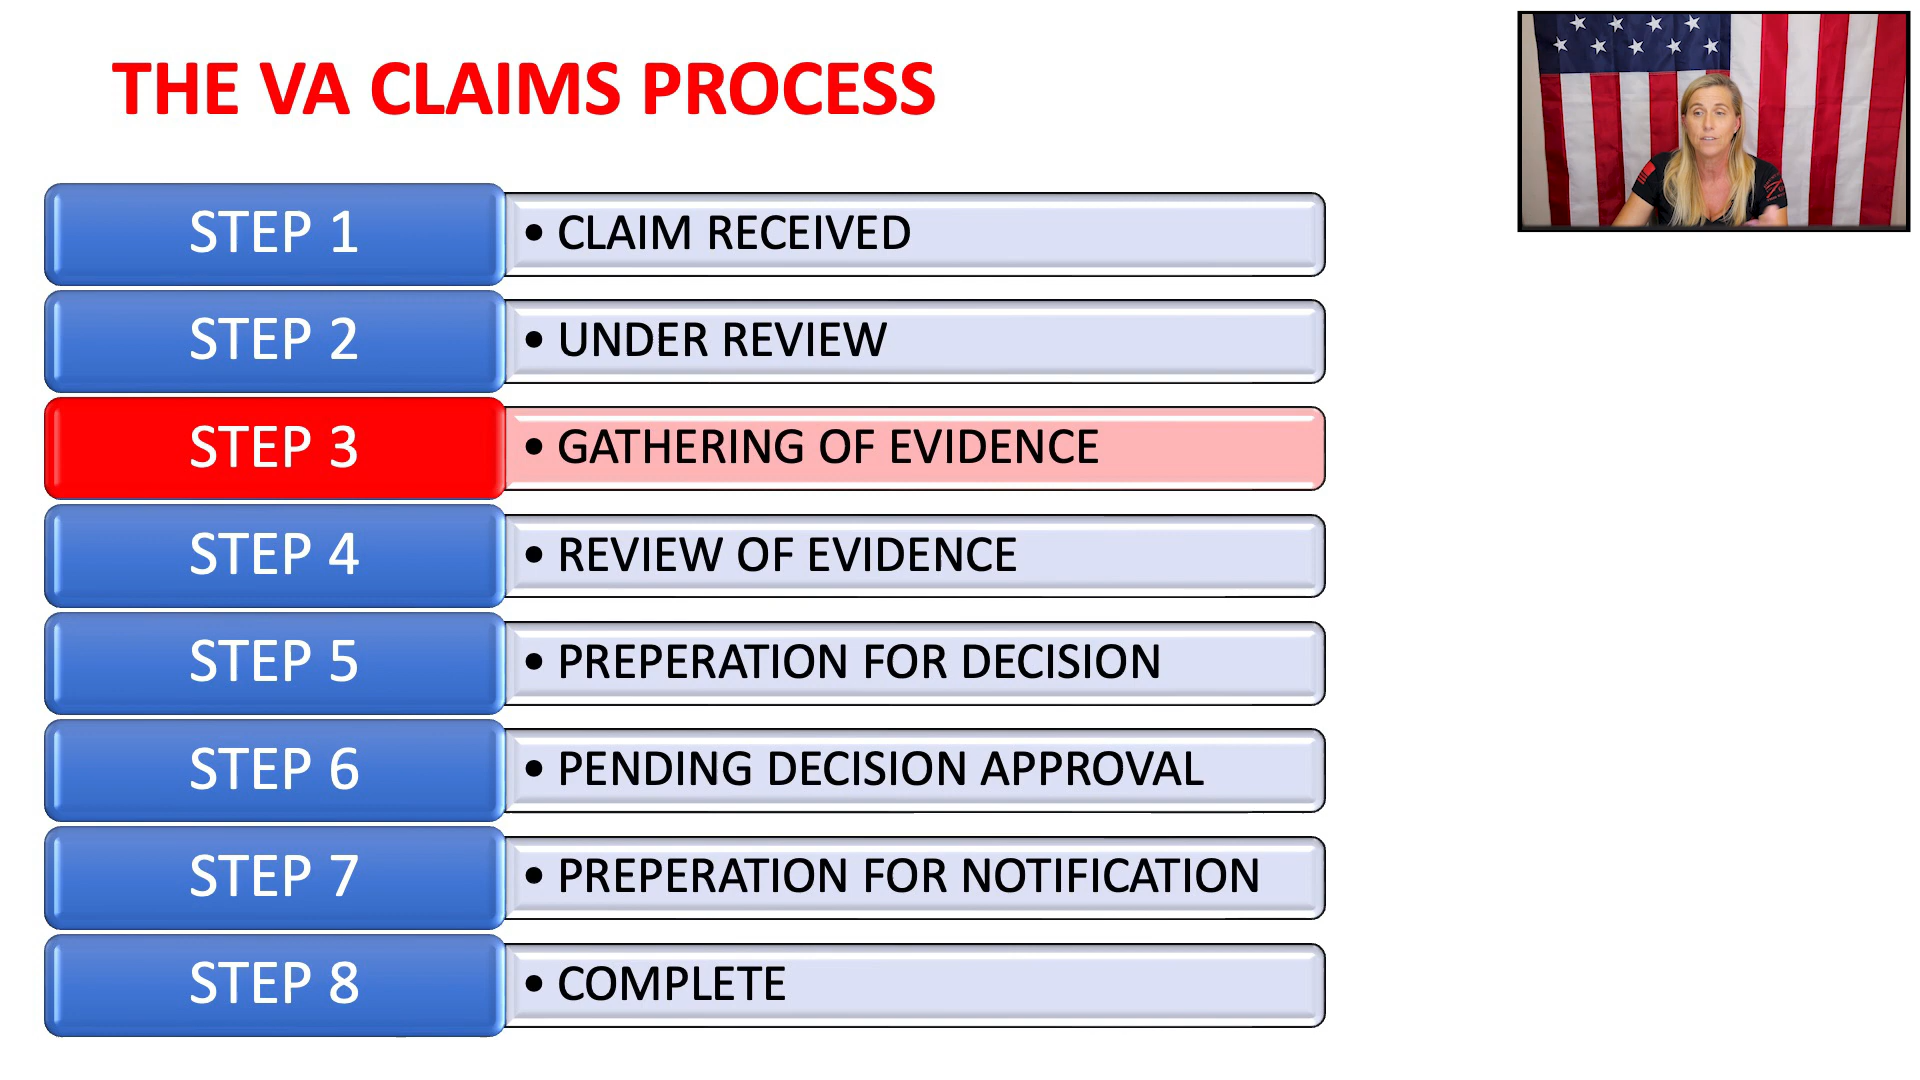 THE VA CLAIMS PROCESS
STEP 1
• CLAIM RECEIVED
STEP 2
• UNDER REVIEW
STEP 3
• GATHERING OF EVIDENCE
STEP 4
• REVIEW OF EVIDENCE
STEP 5
• PREPERATION FOR DECISION
STEP 6
• PENDING DECISION APPROVAL
STEP 7
• PREPERATION FOR NOTIFICATION
STEP 8
• COMPLETE